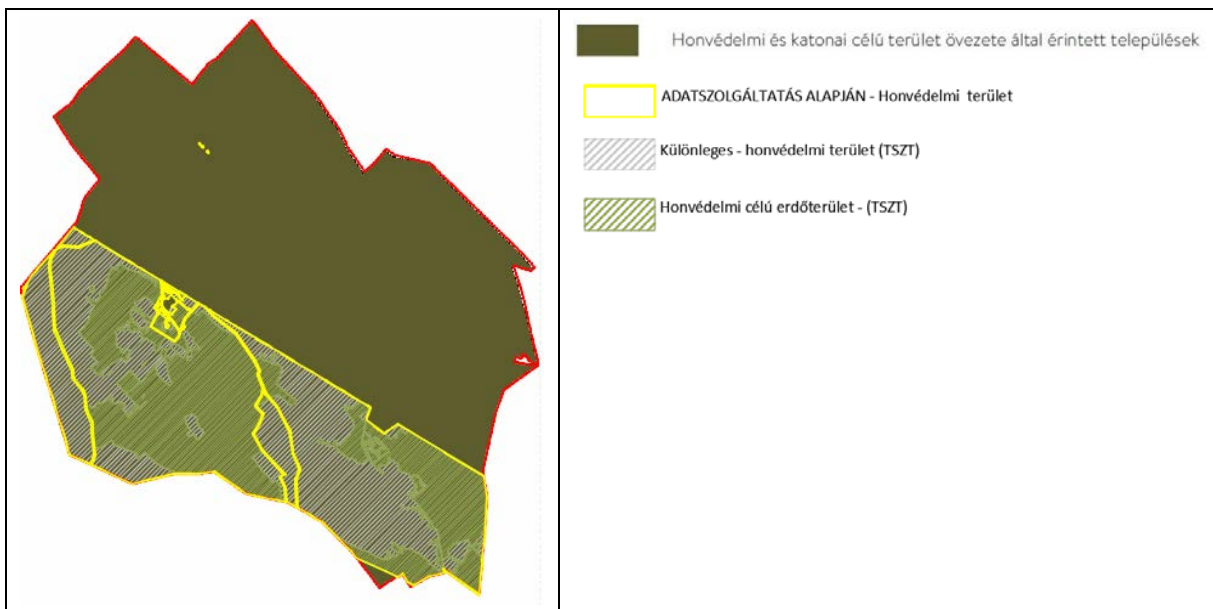 Honvédelmi és katonai célú terület övezete által érintett települések
ADATSZOLGÁLTATÁS ALAPJÁN - Honvédelmi terület
Különleges - honvédelmi terület (TSZT)
Honvédelmi célú erdőterület - (TSZT)